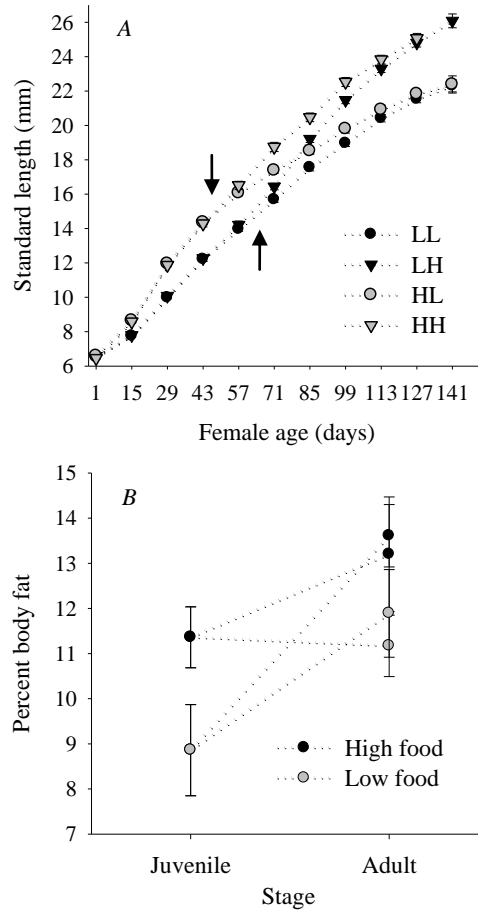 A
Standard length (mm)
26
24
22
20
18
16
14
12
10
8
6
LL
LH
HL
HH
1 15 29 43 57 71 85 99 113 127 141
Female age (days)
B
Percent body fat
15
14
13
12
11
10
9
8
7
High food
Low food
Juvenile Adult
Stage